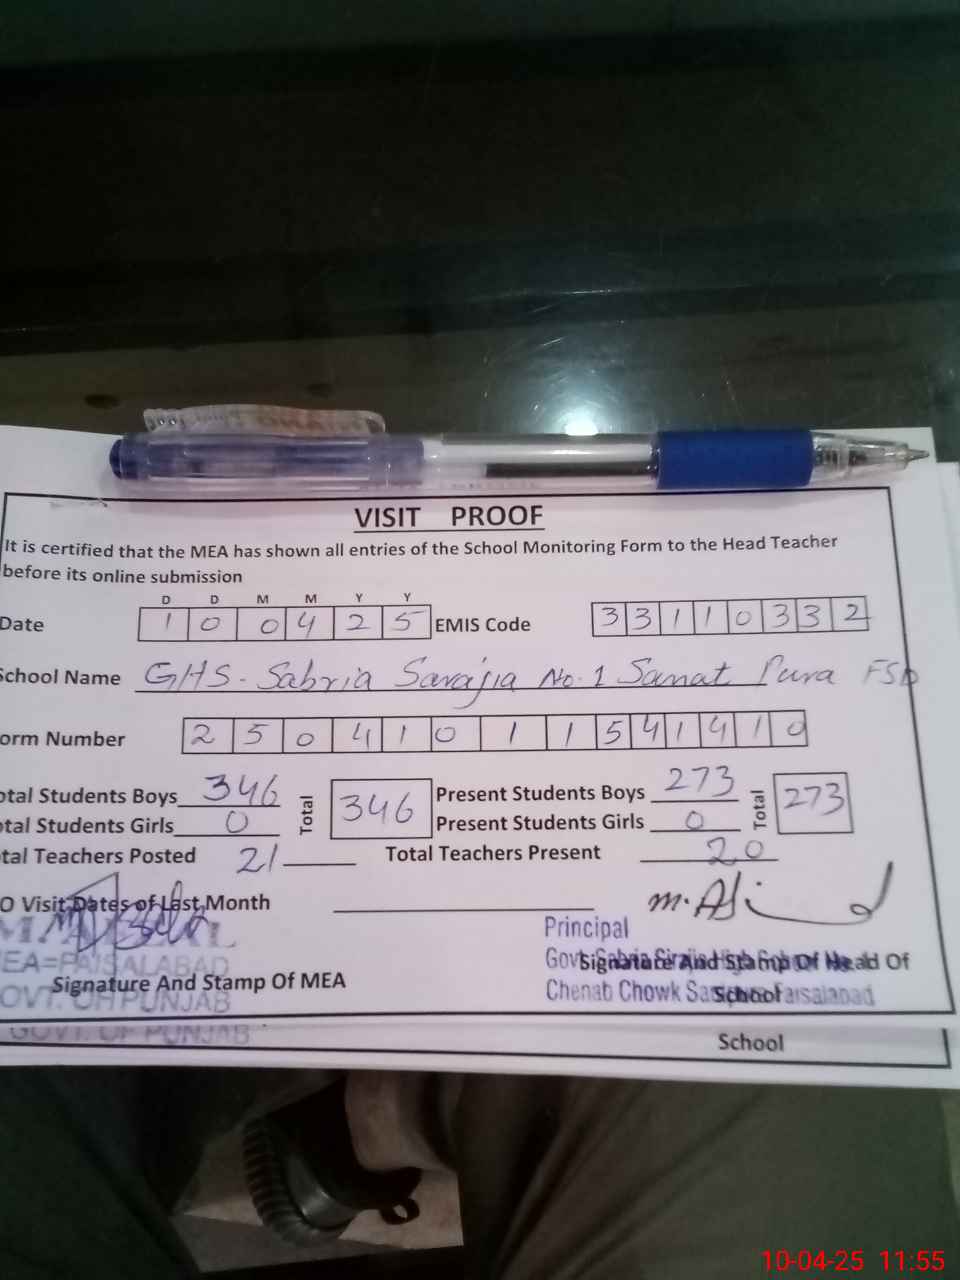 VISIT PROOF
It is certified that the MEA has shown all entries of the School Monitoring Form to the Head Teacher
before its online submission
D D M M Y Y
Date 1 0 0 4 2 5 EMIS Code 3 3 1 1 0 3 3 2
School Name GHS - Sabria Sarajia No. 1 Sanat Pura FSD
orm Number 2 5 0 4 1 0 1 1 5 4 1 4 1 0
otal Students Boys 346 Total 346 Present Students Boys 273 Total 273
otal Students Girls 0 Present Students Girls 0
tal Teachers Posted 21 Total Teachers Present 20
O Visit Dates of Last Month
Principal
Govt. Signature And Stamp Of Head Of
School
Chenab Chowk Faisalabad
MEA=FAISALABAD
Signature And Stamp Of MEA
GOVT. OF PUNJAB
GOVT. OF PUNJAB
School
10-04-25 11:55